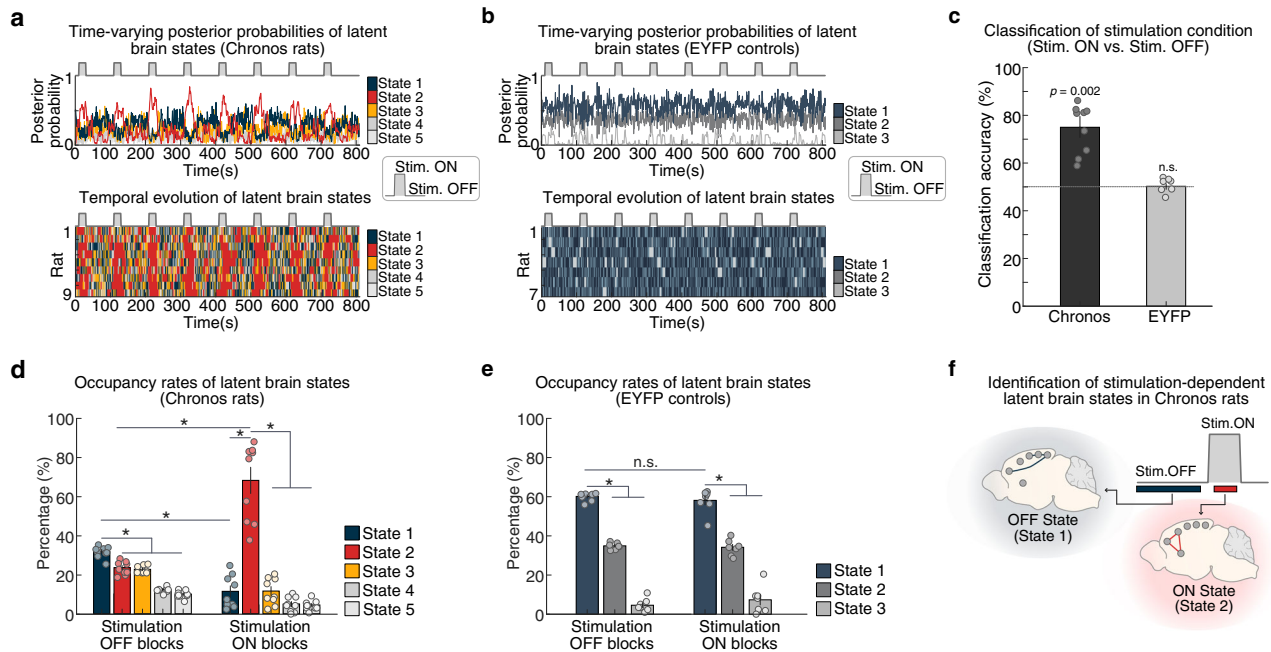 a
Time-varying posterior probabilities of latent
brain states (Chronos rats)
Posterior
probability
1
0
0 100 200 300 400 500 600 700 800
Time(s)
State 1
State 2
State 3
State 4
State 5
Stim. ON
Stim. OFF
Temporal evolution of latent brain states
Rat
1
9
0 100 200 300 400 500 600 700 800
Time(s)
State 1
State 2
State 3
State 4
State 5
b
Time-varying posterior probabilities of latent
brain states (EYFP controls)
Posterior
probability
1
0
0 100 200 300 400 500 600 700 800
Time(s)
State 1
State 2
State 3
Stim. ON
Stim. OFF
Temporal evolution of latent brain states
Rat
1
7
0 100 200 300 400 500 600 700 800
Time(s)
State 1
State 2
State 3
c
Classification of stimulation condition
(Stim. ON vs. Stim. OFF)
Classification accuracy (%)
100
80
60
40
20
0
p = 0.002
n.s.
Chronos EYFP
d
Occupancy rates of latent brain states
(Chronos rats)
Percentage (%)
100
80
60
40
20
0
* * *
* *
Stimulation
OFF blocks
Stimulation
ON blocks
State 1
State 2
State 3
State 4
State 5
e
Occupancy rates of latent brain states
(EYFP controls)
Percentage (%)
100
80
60
40
20
0
n.s.
* *
Stimulation
OFF blocks
Stimulation
ON blocks
State 1
State 2
State 3
f
Identification of stimulation-dependent
latent brain states in Chronos rats
Stim.ON
Stim.OFF
OFF State
(State 1)
ON State
(State 2)